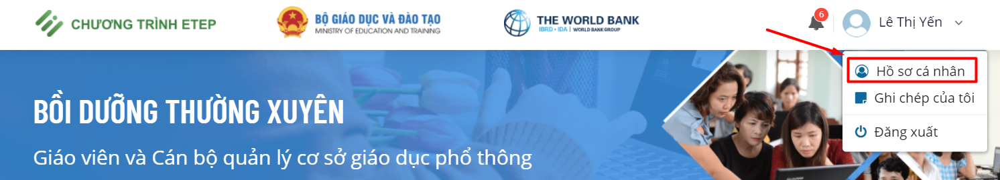 CHƯƠNG TRÌNH ETEP
BỘ GIÁO DỤC VÀ ĐÀO TẠO
MINISTRY OF EDUCATION AND TRAINING
THE WORLD BANK
IBRD • IDA | WORLD BANK GROUP
6
Lê Thị Yến
Hồ sơ cá nhân
Ghi chép của tôi
Đăng xuất
BỒI DƯỠNG THƯỜNG XUYÊN
Giáo viên và Cán bộ quản lý cơ sở giáo dục phổ thông